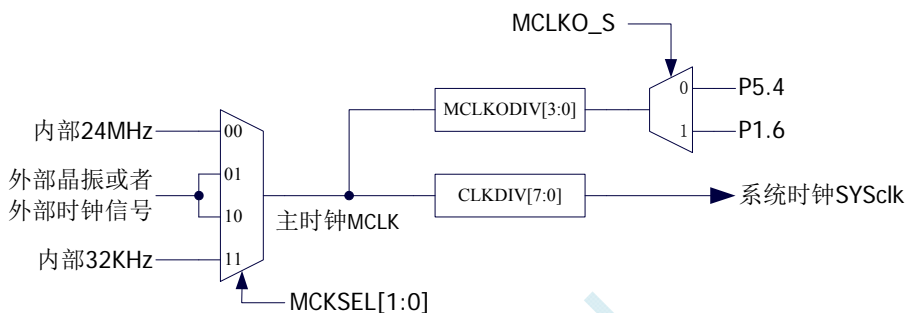 MCLKO_S
MCLKODIV[3:0]
0
P5.4
1
P1.6
内部24MHz
00
外部晶振或者
外部时钟信号
01
10
内部32KHz
11
主时钟MCLK
CLKDIV[7:0]
系统时钟SYSclk
MCKSEL[1:0]